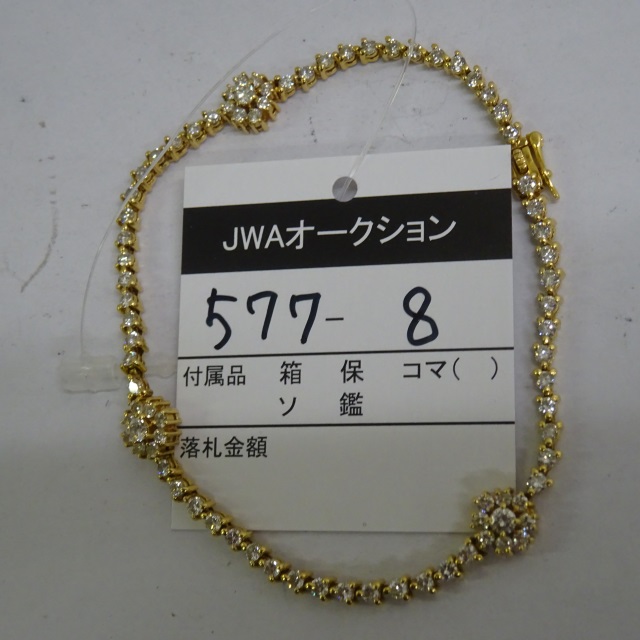 JWAオークション
577- 8
付属品 箱 保 コマ( )
ソ 鑑
落札金額